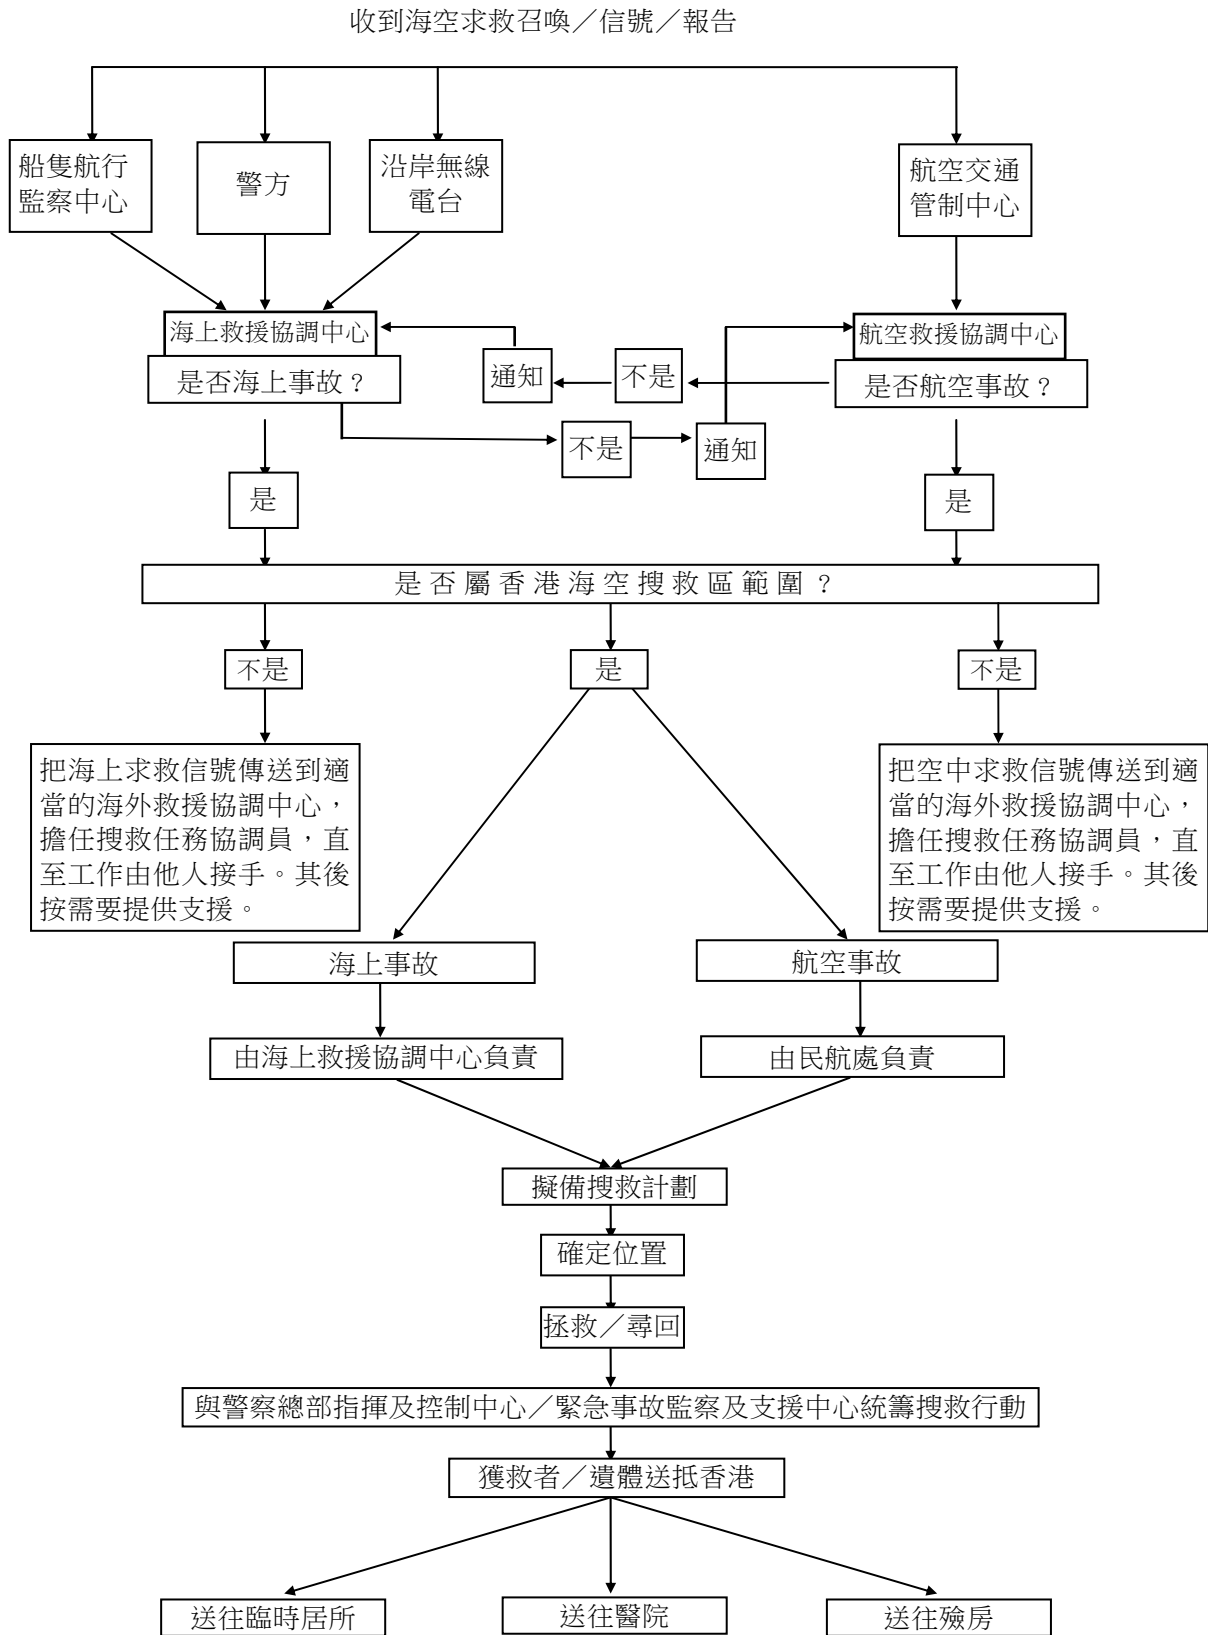 收到海空求救召喚／信號／報告
船隻航行
監察中心
警方
沿岸無線
電台
航空交通
管制中心
海上救援協調中心
是否海上事故？
通知
不是
航空救援協調中心
是否航空事故？
不是
通知
是
是
是否屬香港海空搜救區範圍？
不是
是
不是
把海上求救信號傳送到適
當的海外救援協調中心，
擔任搜救任務協調員，直
至工作由他人接手。其後
按需要提供支援。
把空中求救信號傳送到適
當的海外救援協調中心，
擔任搜救任務協調員，直
至工作由他人接手。其後
按需要提供支援。
海上事故
航空事故
由海上救援協調中心負責
由民航處負責
擬備搜救計劃
確定位置
拯救／尋回
與警察總部指揮及控制中心／緊急事故監察及支援中心統籌搜救行動
獲救者／遺體送抵香港
送往臨時居所
送往醫院
送往殮房